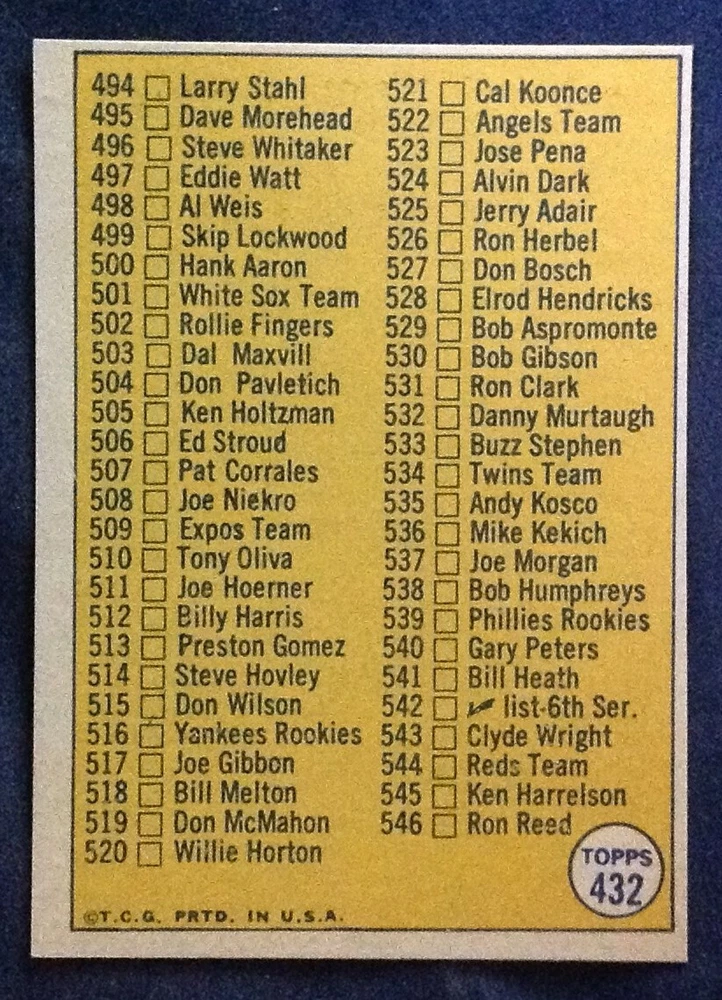 494 Larry Stahl
495 Dave Morehead
496 Steve Whitaker
497 Eddie Watt
498 Al Weis
499 Skip Lockwood
500 Hank Aaron
501 White Sox Team
502 Rollie Fingers
503 Dal Maxvill
504 Don Pavletich
505 Ken Holtzman
506 Ed Stroud
507 Pat Corrales
508 Joe Niekro
509 Expos Team
510 Tony Oliva
511 Joe Hoerner
512 Billy Harris
513 Preston Gomez
514 Steve Hovley
515 Don Wilson
516 Yankees Rookies
517 Joe Gibbon
518 Bill Melton
519 Don McMahon
520 Willie Horton
521 Cal Koonce
522 Angels Team
523 Jose Pena
524 Alvin Dark
525 Jerry Adair
526 Ron Herbel
527 Don Bosch
528 Elrod Hendricks
529 Bob Aspromonte
530 Bob Gibson
531 Ron Clark
532 Danny Murtaugh
533 Buzz Stephen
534 Twins Team
535 Andy Kosco
536 Mike Kekich
537 Joe Morgan
538 Bob Humphreys
539 Phillies Rookies
540 Gary Peters
541 Bill Heath
542 list-6th Ser.
543 Clyde Wright
544 Reds Team
545 Ken Harrelson
546 Ron Reed
TOPPS
432
©T.C.G. PRTD. IN U.S.A.